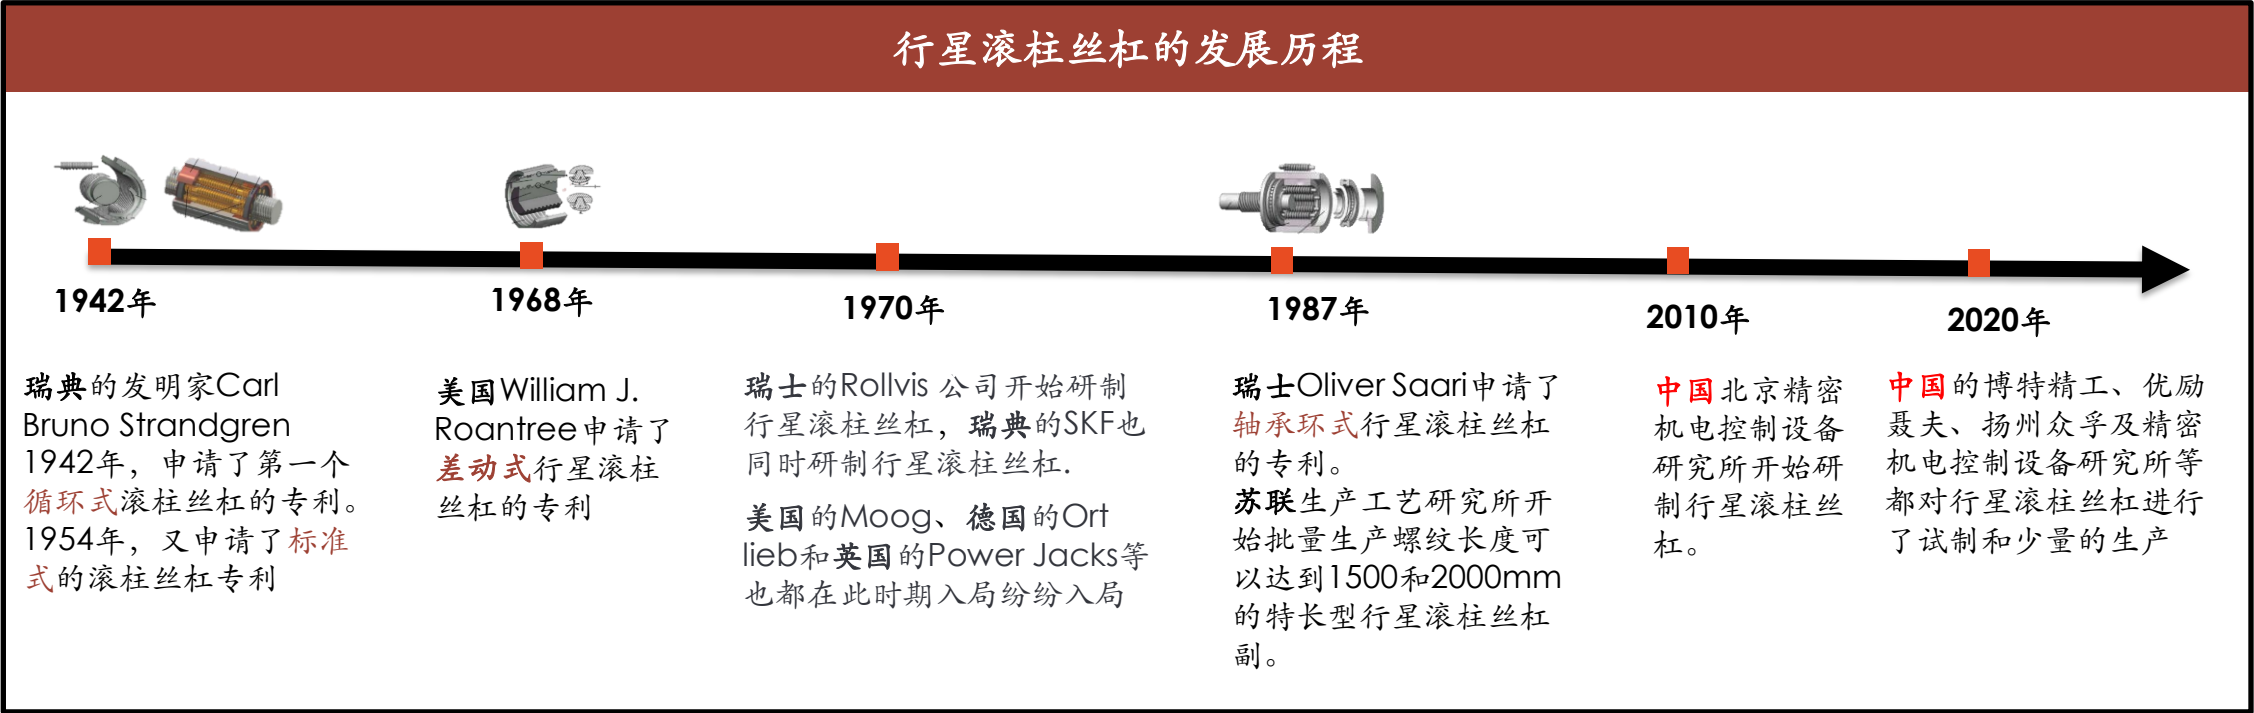 行星滚柱丝杠的发展历程
1942年
1968年
1970年
1987年
2010年
2020年
瑞典的发明家Carl
Bruno Strandgren
1942年，申请了第一个
循环式滚柱丝杠的专利。
1954年，又申请了标准
式的滚柱丝杠专利
美国William J.
Roantree申请了
差动式行星滚柱
丝杠的专利
瑞士的Rollvis 公司开始研制
行星滚柱丝杠，瑞典的SKF也
同时研制行星滚柱丝杠.
美国的Moog、德国的Ort
lieb和英国的Power Jacks等
也都在此时期入局纷纷入局
瑞士Oliver Saari申请了
轴承环式行星滚柱丝杠
的专利。
苏联生产工艺研究所开
始批量生产螺纹长度可
以达到1500和2000mm
的特长型行星滚柱丝杠
副。
中国北京精密
机电控制设备
研究所开始研
制行星滚柱丝
杠。
中国的博特精工、优励
聂夫、扬州众孚及精密
机电控制设备研究所等
都对行星滚柱丝杠进行
了试制和少量的生产